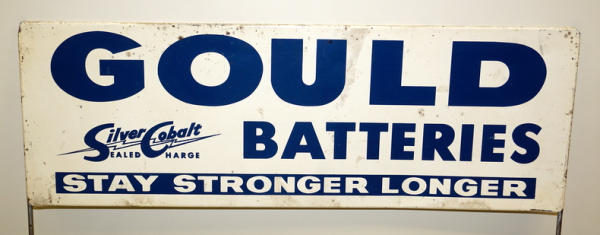 GOULD
Silver Cobalt
SEALED CHARGE
BATTERIES
STAY STRONGER LONGER